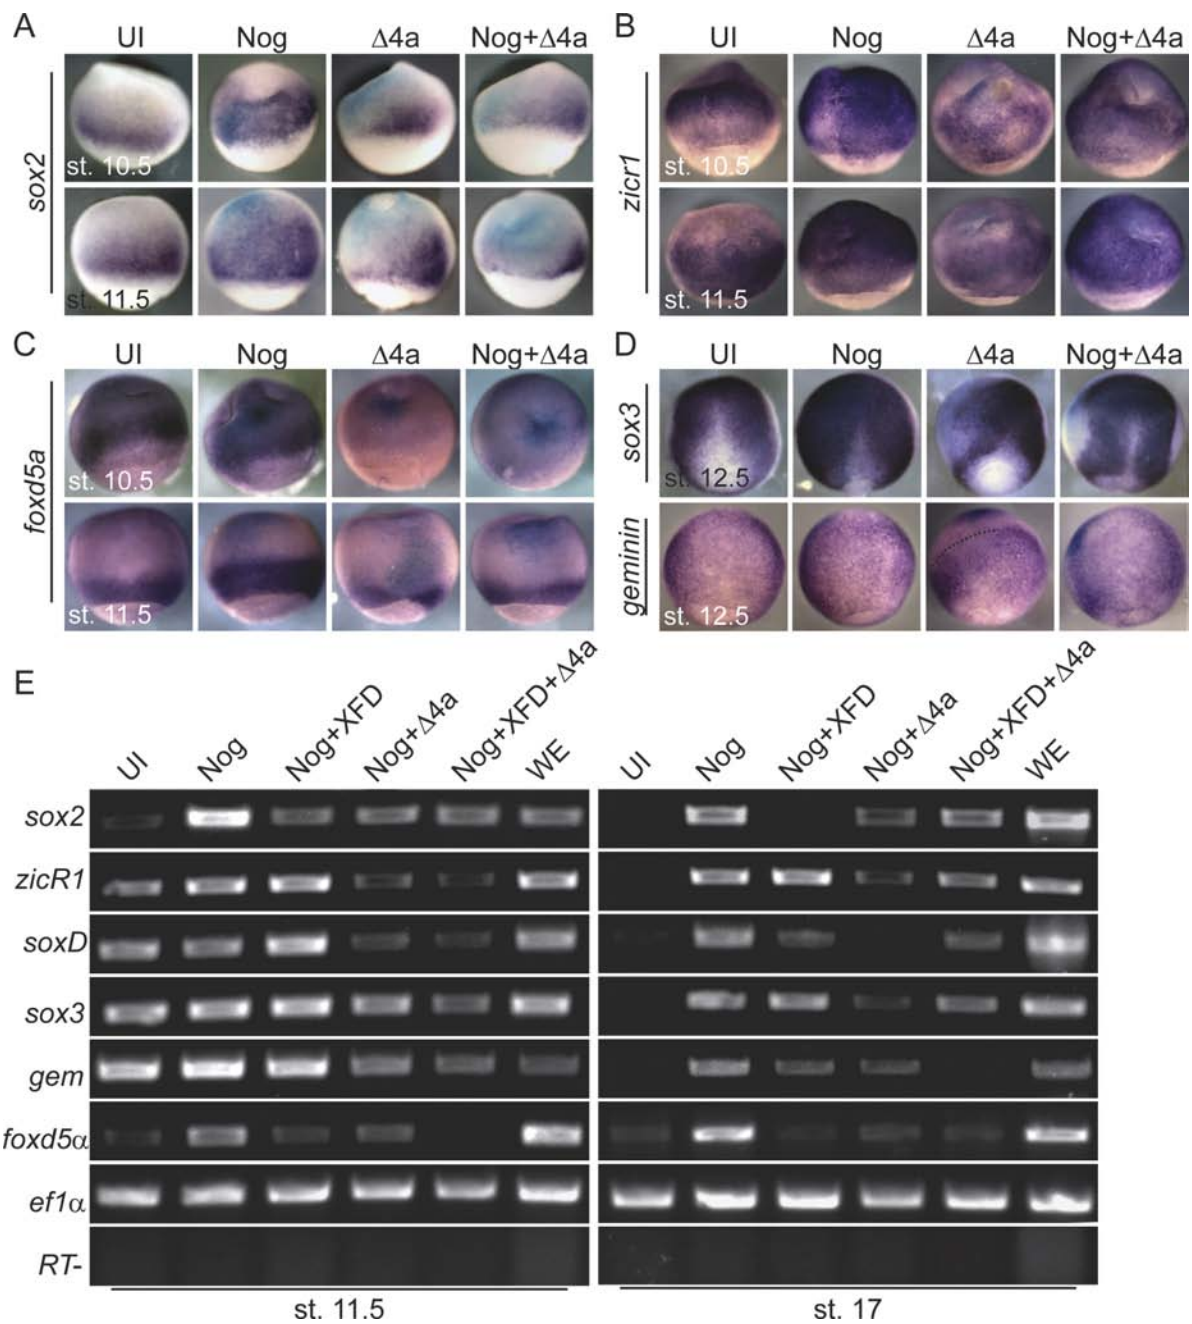 A
UI Nog Δ4a Nog+Δ4a
sox2
st. 10.5
st. 11.5
B
UI Nog Δ4a Nog+Δ4a
zicr1
st. 10.5
st. 11.5
C
UI Nog Δ4a Nog+Δ4a
foxd5a
st. 10.5
st. 11.5
D
UI Nog Δ4a Nog+Δ4a
sox3
st. 12.5
geminin
st. 12.5
E
UI Nog Nog+XFD Nog+Δ4a Nog+XFD+Δ4a WE
UI Nog Nog+XFD Nog+Δ4a Nog+XFD+Δ4a WE
sox2
zicR1
soxD
sox3
gem
foxd5α
ef1α
RT-
st. 11.5 st. 17